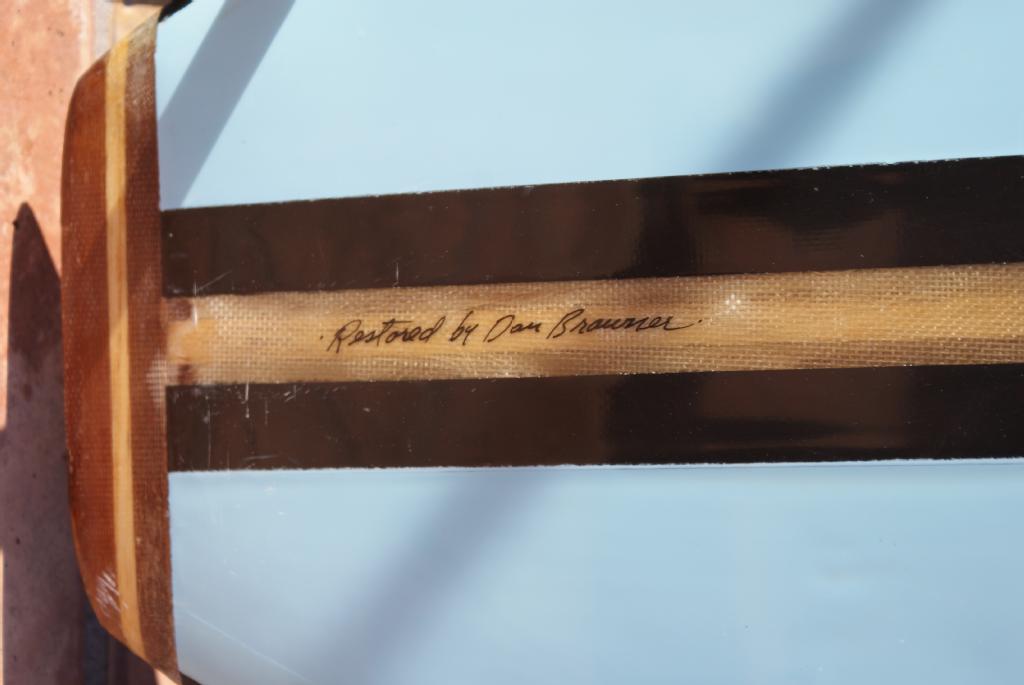 · Restored by Dan Brawner ·